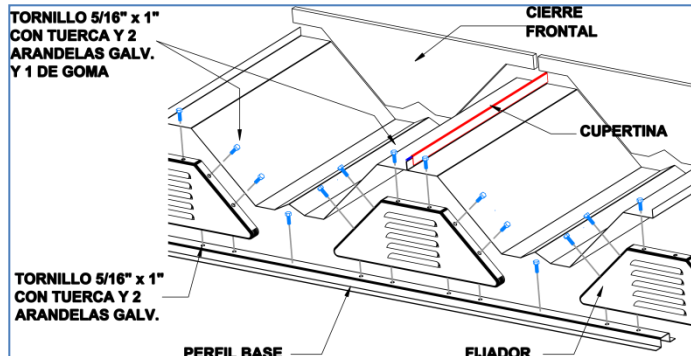 TORNILLO 5/16" x 1"
CON TUERCA Y 2
ARANDELAS GALV.
Y 1 DE GOMA
CIERRE
FRONTAL
CUPERTINA
TORNILLO 5/16" x 1"
CON TUERCA Y 2
ARANDELAS GALV.
PERFIL BASE
FIJADOR